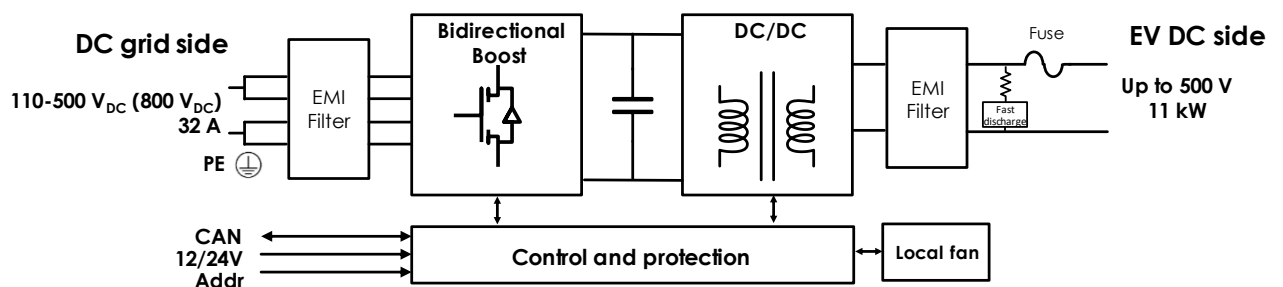 DC grid side
110-500 VDC (800 VDC)
32 A
PE
EMI
Filter
Bidirectional
Boost
DC/DC
EMI
Filter
Fuse
Fast
discharge
EV DC side
Up to 500 V
11 kW
CAN
12/24V
Addr
Control and protection
Local fan